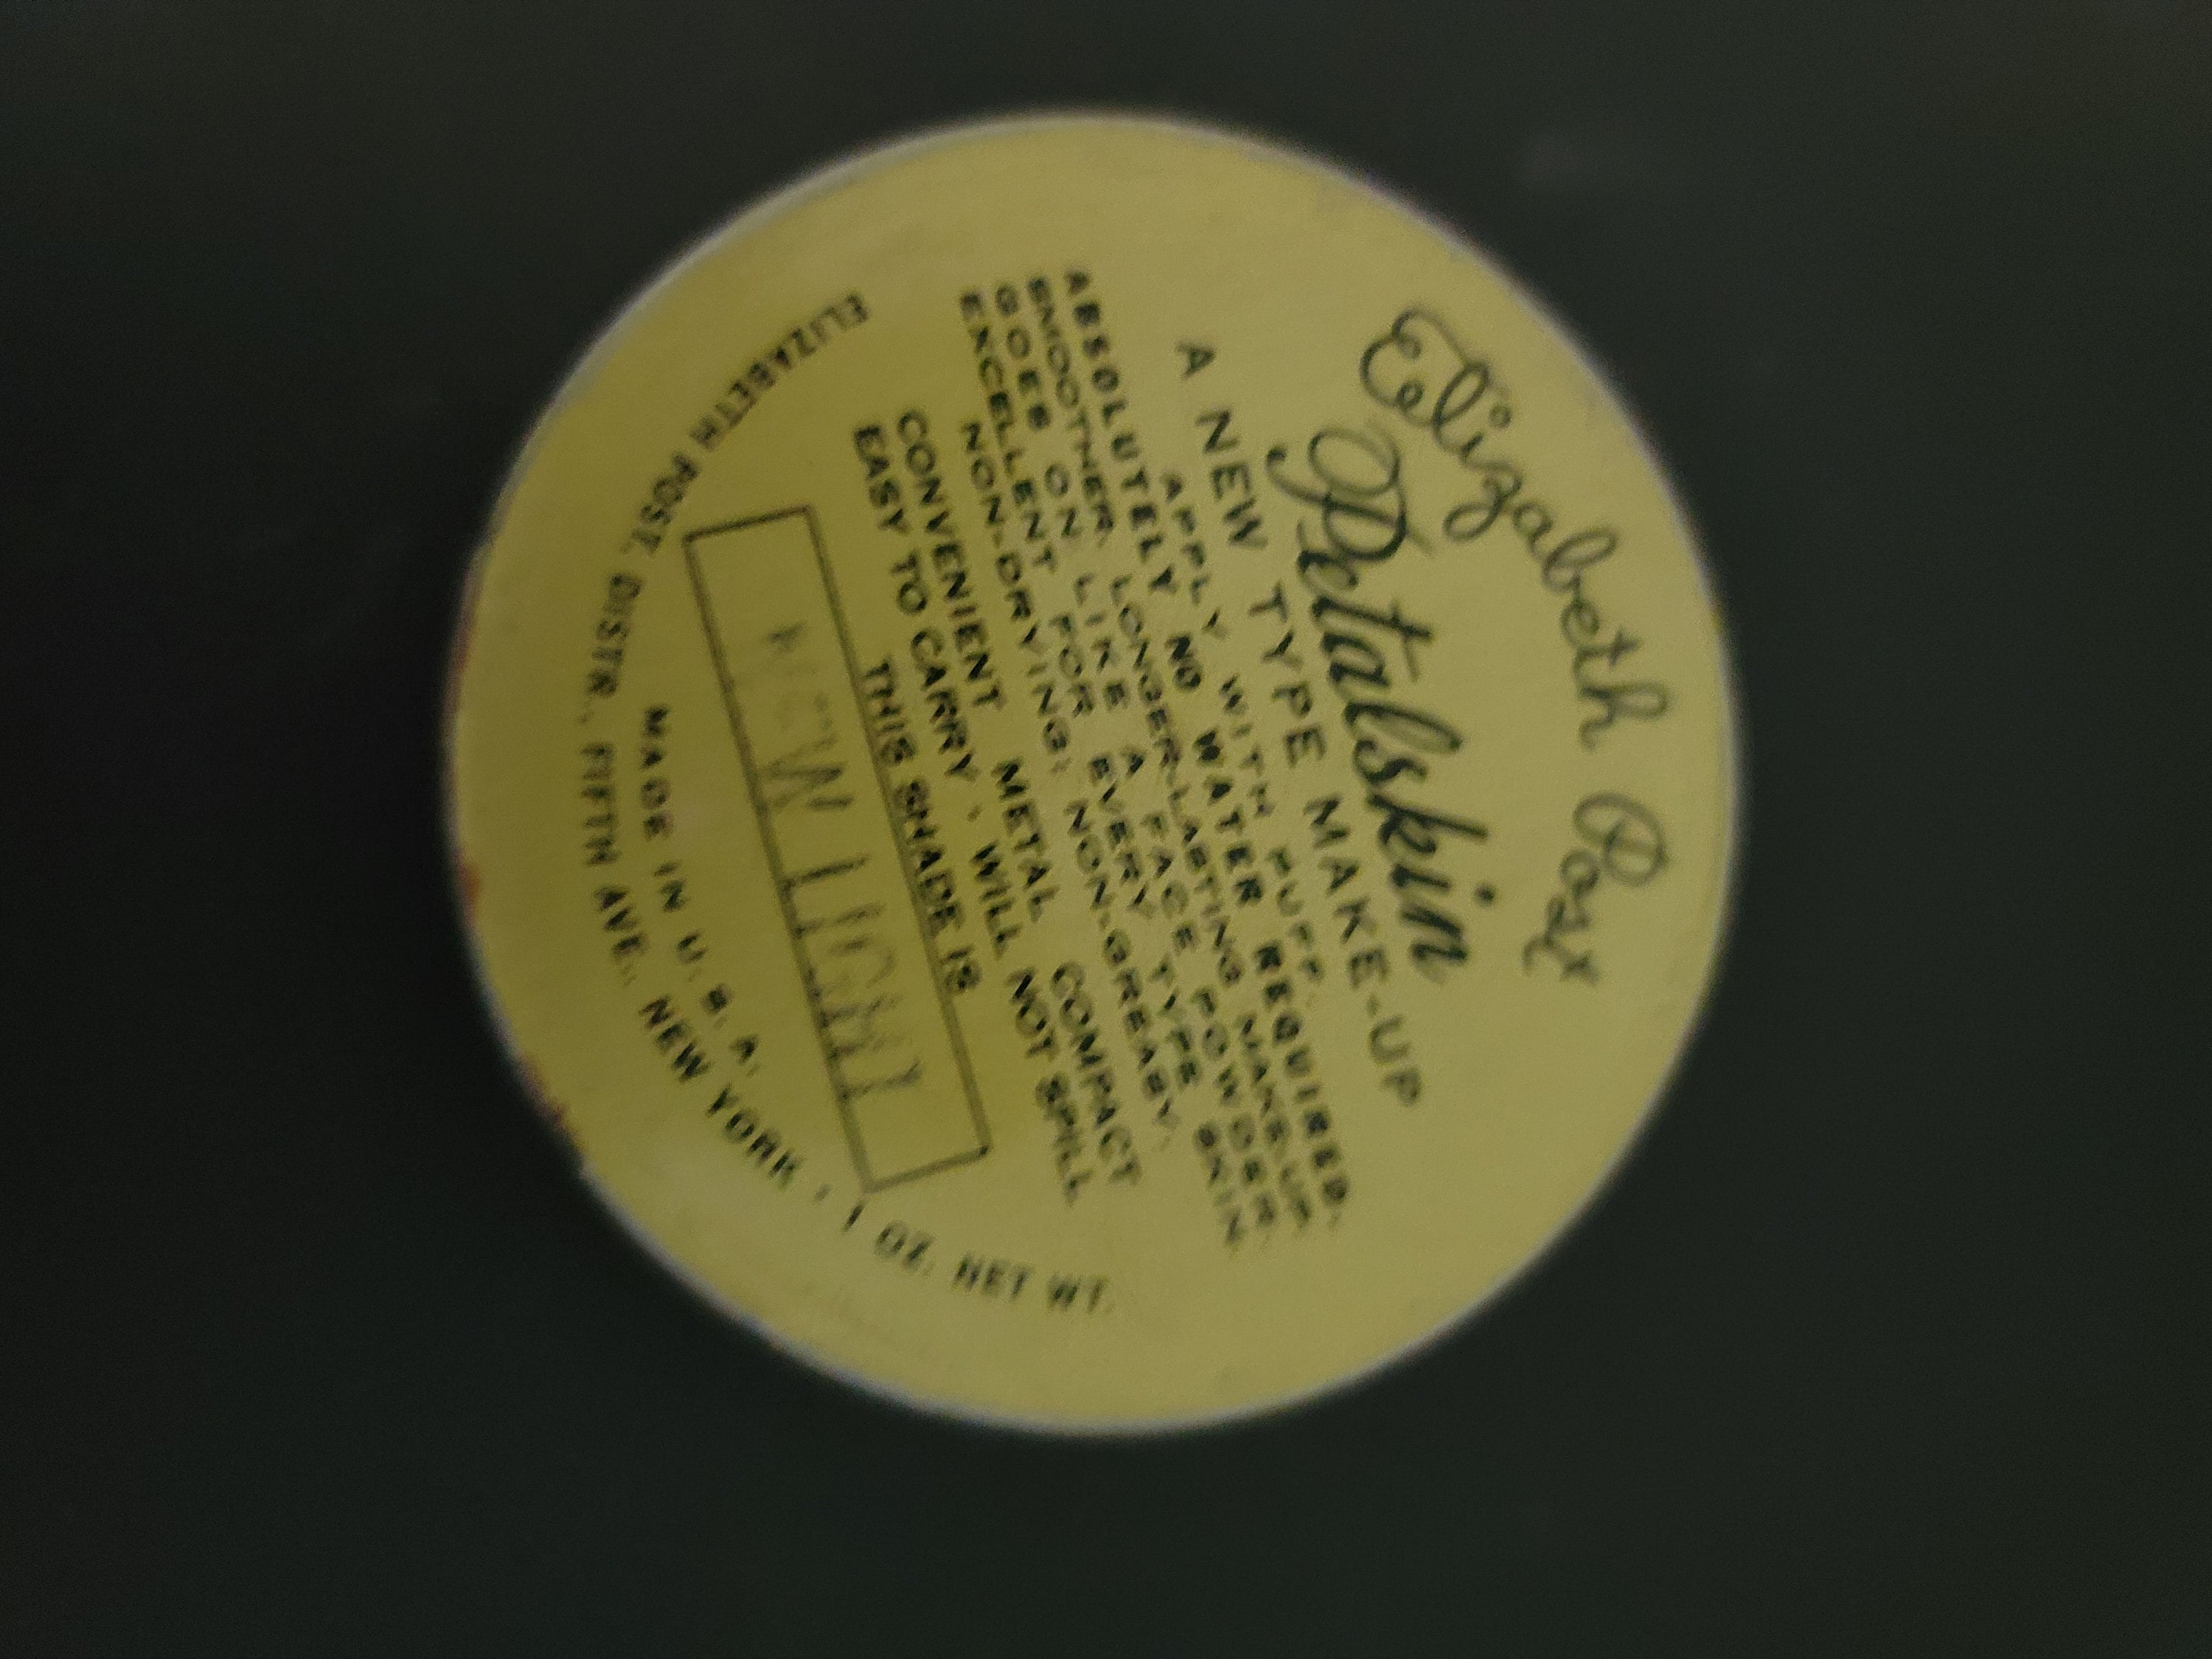 Elizabeth Post
Petalskin
A NEW TYPE MAKE-UP
APPLY WITH PUFF.
ABSOLUTELY NO WATER REQUIRED.
SMOOTHER, LONGER-LASTING MAKE-UP.
GOES ON LIKE A FACE POWDER.
EXCELLENT FOR EVERY TYPE SKIN.
NON-DRYING; NON-GREASY.
CONVENIENT METAL COMPACT
EASY TO CARRY · WILL NOT SPILL
THIS SHADE IS
LIGHT
MADE IN U.S.A.
ELIZABETH POST, DISTR., FIFTH AVE., NEW YORK · 1 OZ. NET WT.